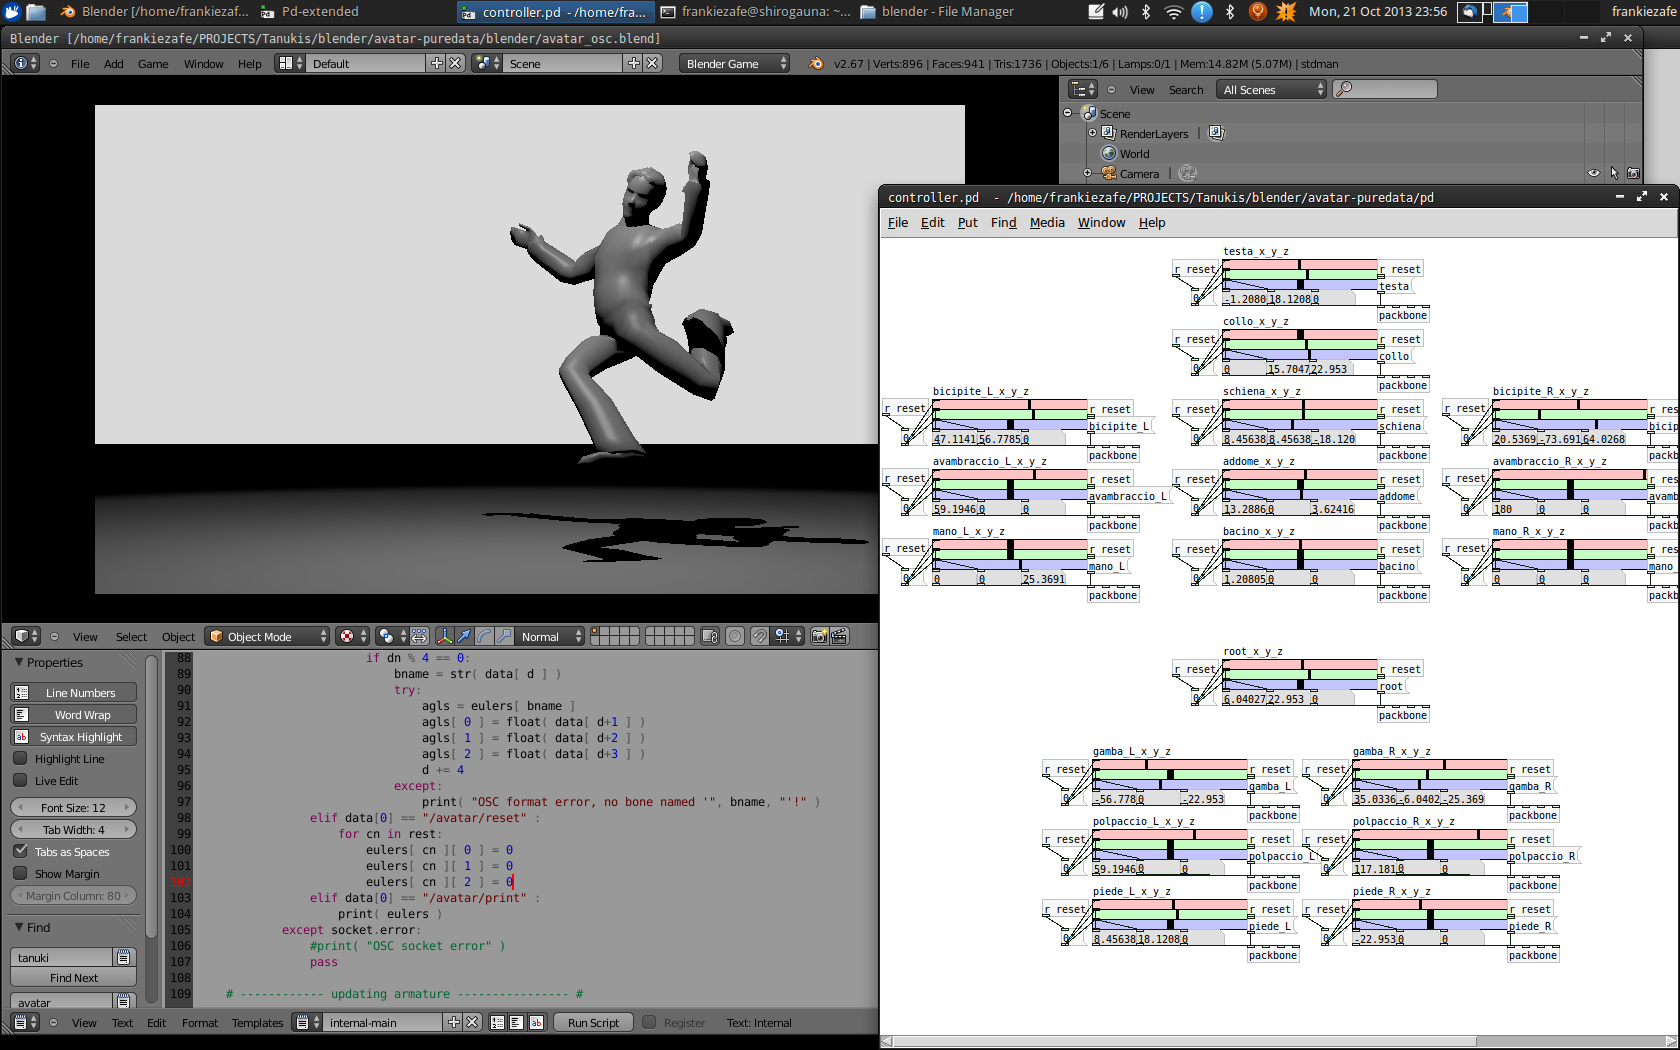 Blender [/home/frankiezafe/PROJECTS/Tanukis/blender/avatar-puredata/blender/avatar_osc.blend]
Blender [/home/frankiezaf...
Pd-extended
controller.pd - /home/fra...
frankiezafe@shirogauna: ~...
blender - File Manager
Mon, 21 Oct 2013 23:56
frankiezafe
File Add Game Window Help
Default
Scene
Blender Game
v2.67 | Verts:896 | Faces:941 | Tris:1736 | Objects:1/6 | Lamps:0/1 | Mem:14.82M (5.07M) | stdman
View Search All Scenes
Scene
RenderLayers
World
Camera
controller.pd - /home/frankiezafe/PROJECTS/Tanukis/blender/avatar-puredata/pd
File Edit Put Find Media Window Help
testa_x_y_z
r reset r reset
testa
0 -1.2080 18.1208 0
packbone
collo_x_y_z
r reset r reset
collo
0 0 15.7047 22.953
packbone
bicipite_L_x_y_z schiena_x_y_z bicipite_R_x_y_z
r reset r reset r reset r reset r reset r res
bicipite_L schiena bicip
0 47.1141 56.7785 0 0 8.45638 8.45638 -18.120 0 20.5369 -73.691 64.0268
packbone packbone packb
avambraccio_L_x_y_z addome_x_y_z avambraccio_R_x_y_z
r reset r reset r reset r reset r reset r res
avambraccio_L addome avamb
0 59.1946 0 0 0 13.2886 0 3.62416 0 180 0 0
packbone packbone packb
mano_L_x_y_z bacino_x_y_z mano_R_x_y_z
r reset r reset r reset r reset r reset r res
mano_L bacino mano_
0 0 0 25.3691 0 1.20805 0 0 0 0 0 0
packbone packbone packb
root_x_y_z
r reset r reset
root
0 6.04027 22.953 0
packbone
gamba_L_x_y_z gamba_R_x_y_z
r reset r reset r reset r reset
gamba_L gamba_R
0 -56.778 0 -22.953 0 35.0336 -6.0402 -25.369
packbone packbone
polpaccio_L_x_y_z polpaccio_R_x_y_z
r reset r reset r reset r reset
polpaccio_L polpaccio_R
0 59.1946 0 0 0 117.181 0 0
packbone packbone
piede_L_x_y_z piede_R_x_y_z
r reset r reset r reset r reset
piede_L piede_R
0 8.45638 18.1208 0 0 -22.953 0 0
packbone packbone
View Select Object Object Mode Normal
Properties
Line Numbers
Word Wrap
Syntax Highlight
Highlight Line
Live Edit
Font Size: 12
Tab Width: 4
Tabs as Spaces
Show Margin
Margin Column: 80
Find
tanuki
Find Next
avatar
88 if dn % 4 == 0:
89 bname = str( data[ d ] )
90 try:
91 agls = eulers[ bname ]
92 agls[ 0 ] = float( data[ d+1 ] )
93 agls[ 1 ] = float( data[ d+2 ] )
94 agls[ 2 ] = float( data[ d+3 ] )
95 d += 4
96 except:
97 print( "OSC format error, no bone named '", bname, "'!" )
98 elif data[0] == "/avatar/reset" :
99 for cn in rest:
100 eulers[ cn ][ 0 ] = 0
101 eulers[ cn ][ 1 ] = 0
102 eulers[ cn ][ 2 ] = 0
103 elif data[0] == "/avatar/print" :
104 print( eulers )
105 except socket.error:
106 #print( "OSC socket error" )
107 pass
108
109 # ------------ updating armature ---------------- #
View Text Edit Format Templates internal-main Run Script Register Text: Internal